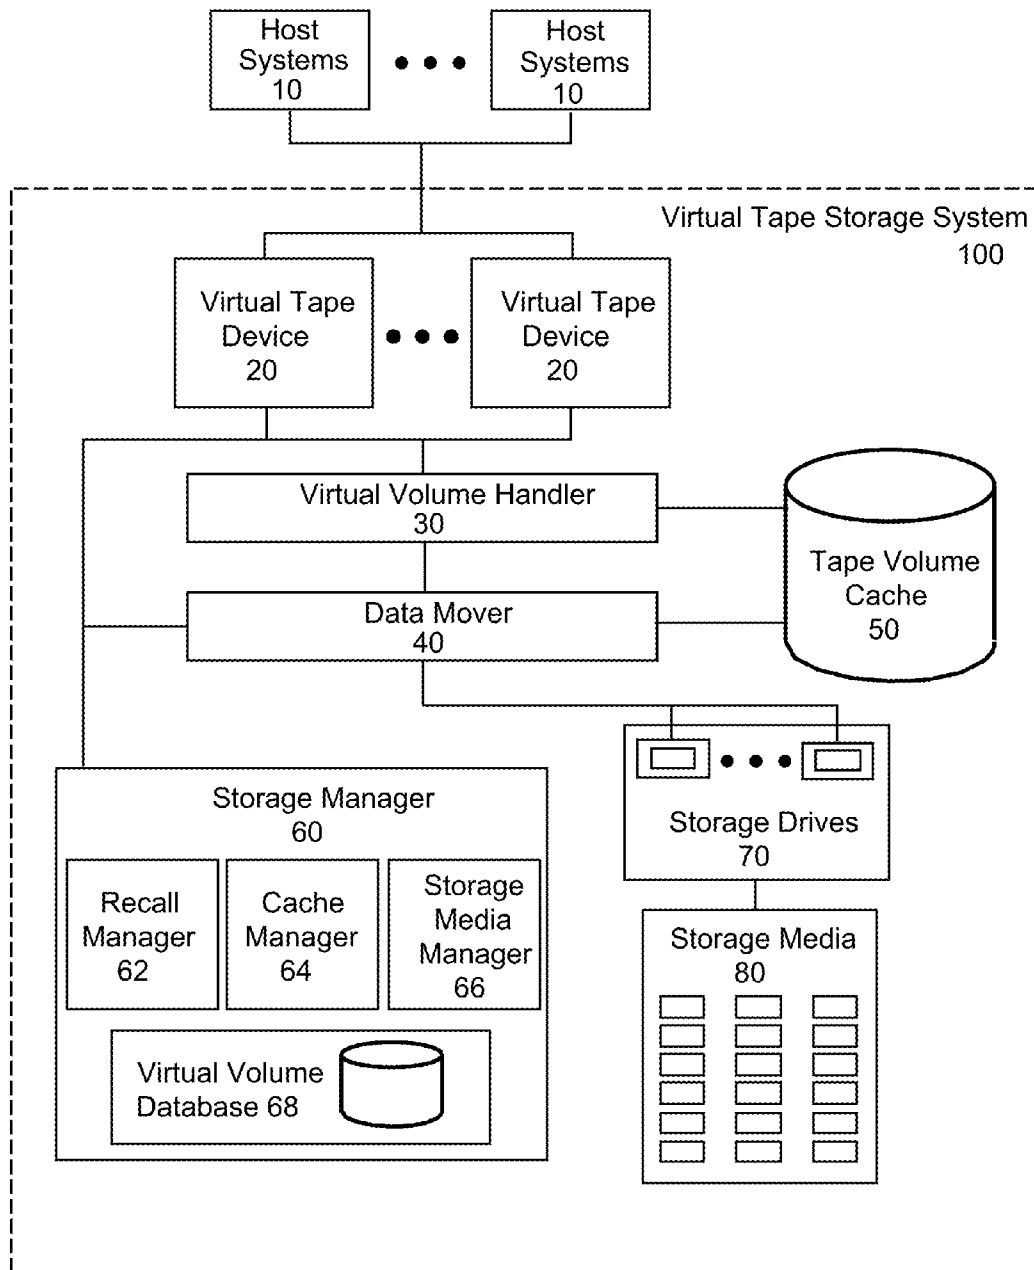 Host
Systems
10
Host
Systems
10
Virtual Tape Storage System
100
Virtual Tape
Device
20
Virtual Tape
Device
20
Virtual Volume Handler
30
Data Mover
40
Tape Volume
Cache
50
Storage Manager
60
Recall
Manager
62
Cache
Manager
64
Storage
Media
Manager
66
Virtual Volume
Database 68
Storage Drives
70
Storage Media
80